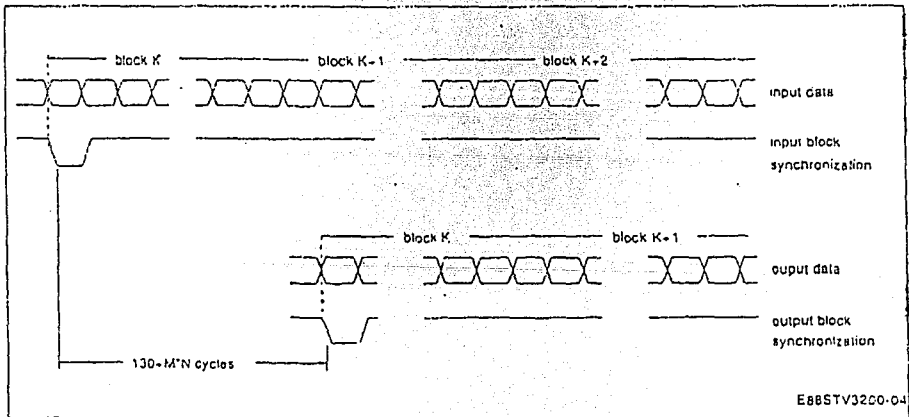 block K block K+1 block K+2
input data
input block
synchronization
block K block K+1
ouput data
output block
synchronization
130+M*N cycles
E88STV3200-04